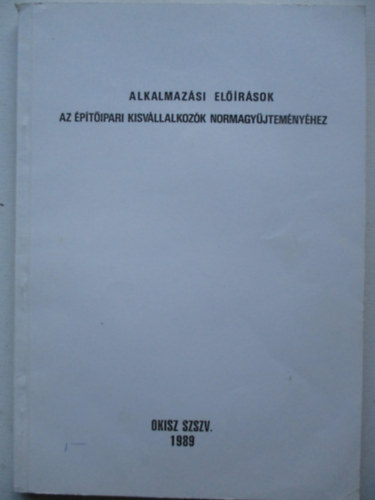 ALKALMAZÁSI ELŐÍRÁSOK
AZ ÉPÍTŐIPARI KISVÁLLALKOZÓK NORMAGYŰJTEMÉNYÉHEZ
OKISZ SZSZV.
1989